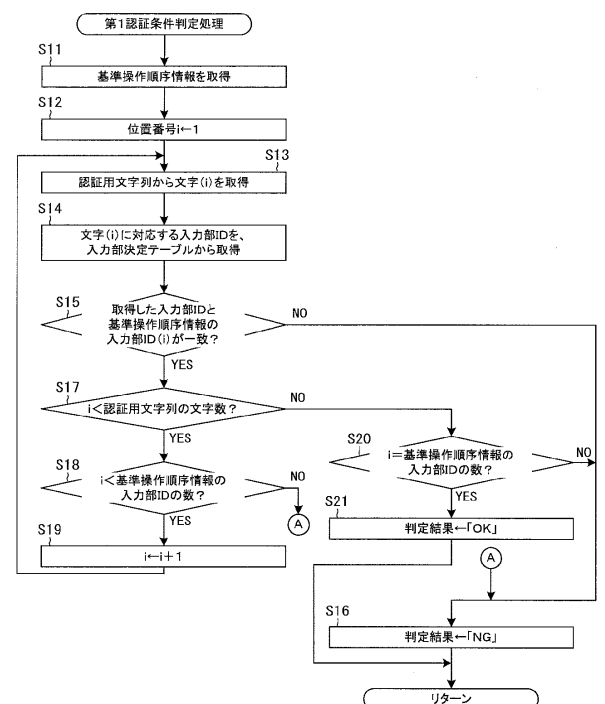 第1認証条件判定処理
S11
基準操作順序情報を取得
S12
位置番号i←1
S13
認証用文字列から文字(i)を取得
S14
文字(i)に対応する入力部IDを、
入力部決定テーブルから取得
S15
取得した入力部IDと
基準操作順序情報の
入力部ID(i)が一致?
NO
YES
S17
i<認証用文字列の文字数?
NO
YES
S18
i<基準操作順序情報の
入力部IDの数?
NO
YES
A
S19
i←i+1
S20
i=基準操作順序情報の
入力部IDの数?
NO
YES
S21
判定結果←「OK」
A
S16
判定結果←「NG」
リターン